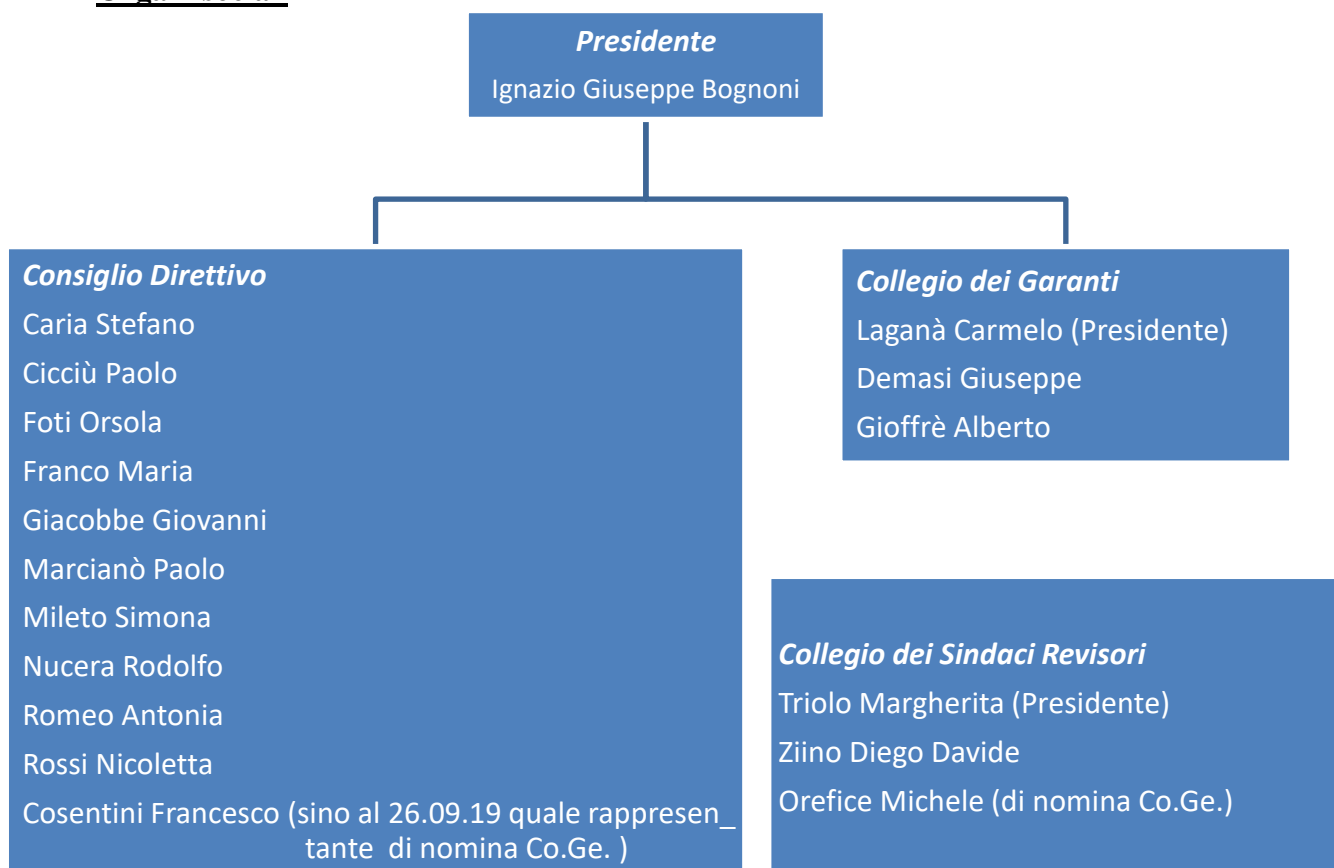 Presidente
Ignazio Giuseppe Bognoni
Consiglio Direttivo
Caria Stefano
Cicciù Paolo
Foti Orsola
Franco Maria
Giacobbe Giovanni
Marcianò Paolo
Mileto Simona
Nucera Rodolfo
Romeo Antonia
Rossi Nicoletta
Cosentini Francesco (sino al 26.09.19 quale rappresen_
tante di nomina Co.Ge. )
Collegio dei Garanti
Laganà Carmelo (Presidente)
Demasi Giuseppe
Gioffrè Alberto
Collegio dei Sindaci Revisori
Triolo Margherita (Presidente)
Ziino Diego Davide
Orefice Michele (di nomina Co.Ge.)